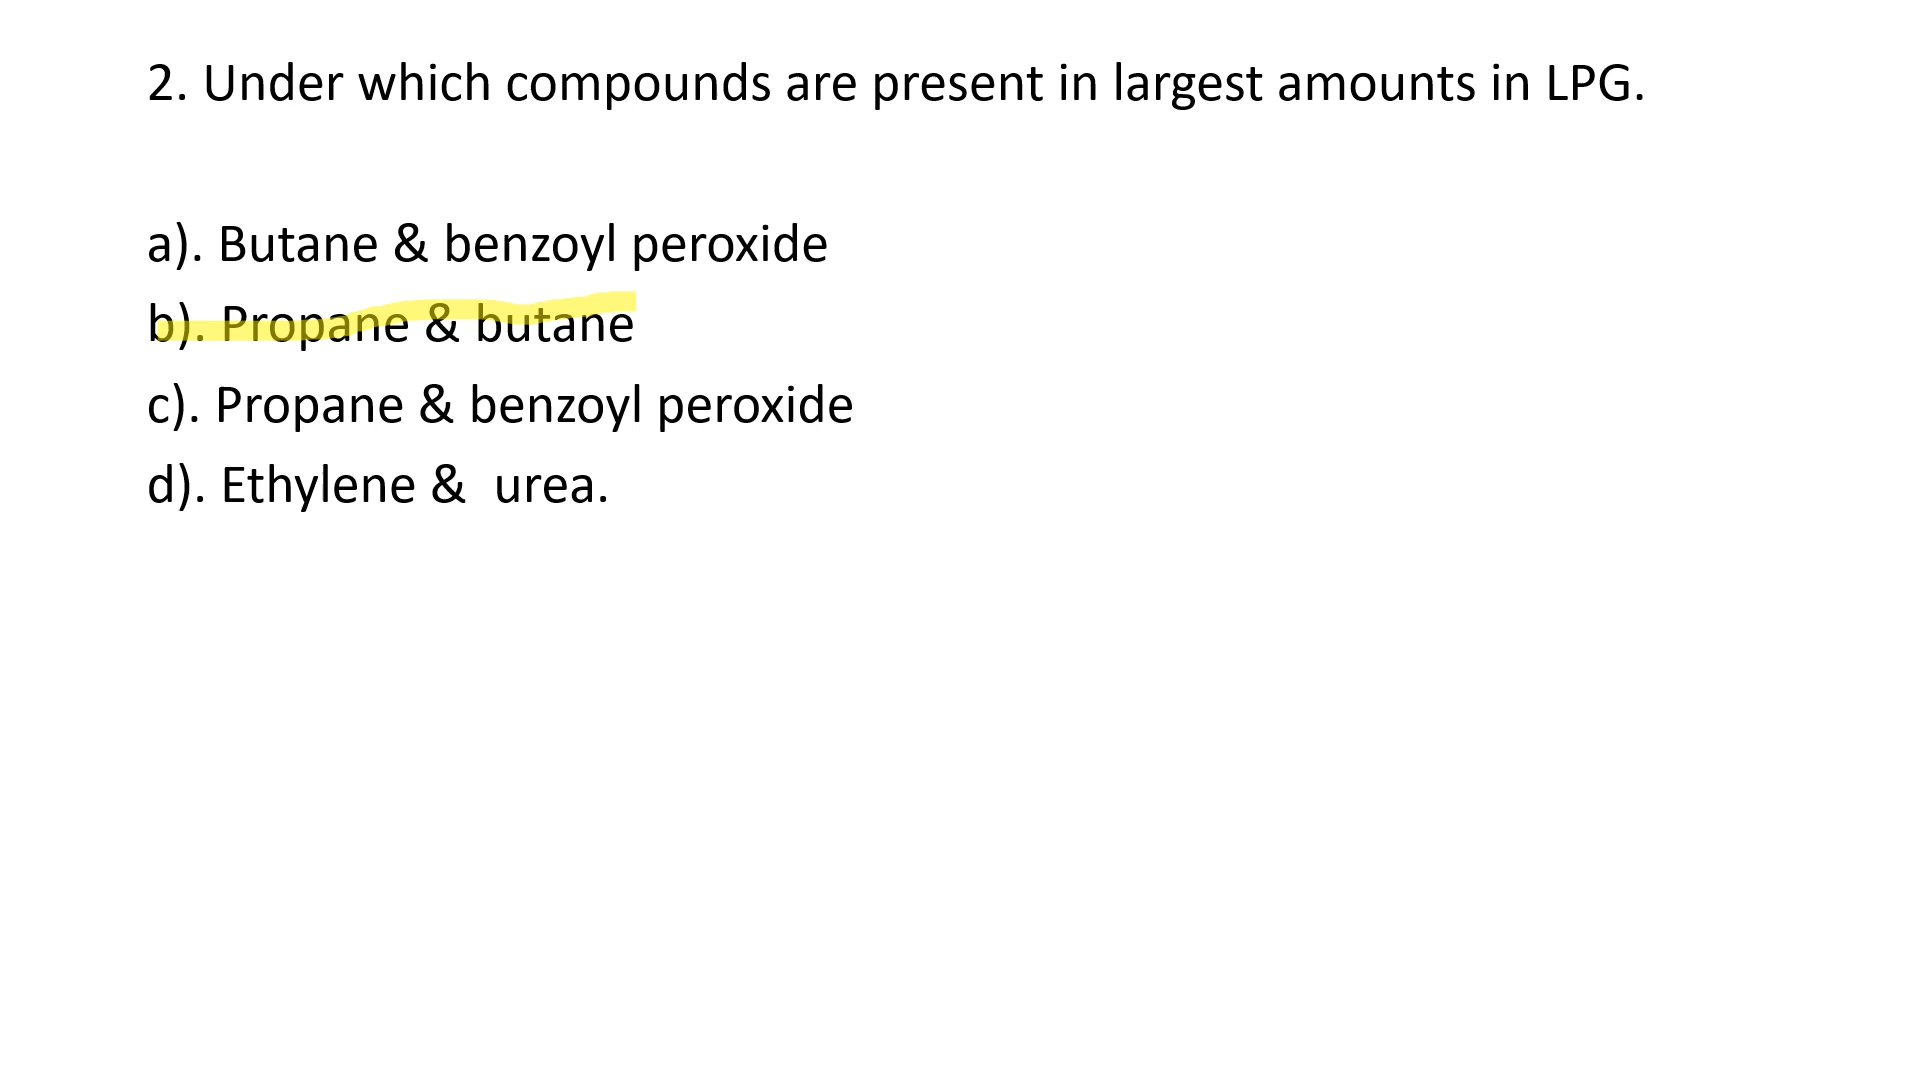 2. Under which compounds are present in largest amounts in LPG.
a). Butane & benzoyl peroxide
b). Propane & butane
c). Propane & benzoyl peroxide
d). Ethylene &  urea.